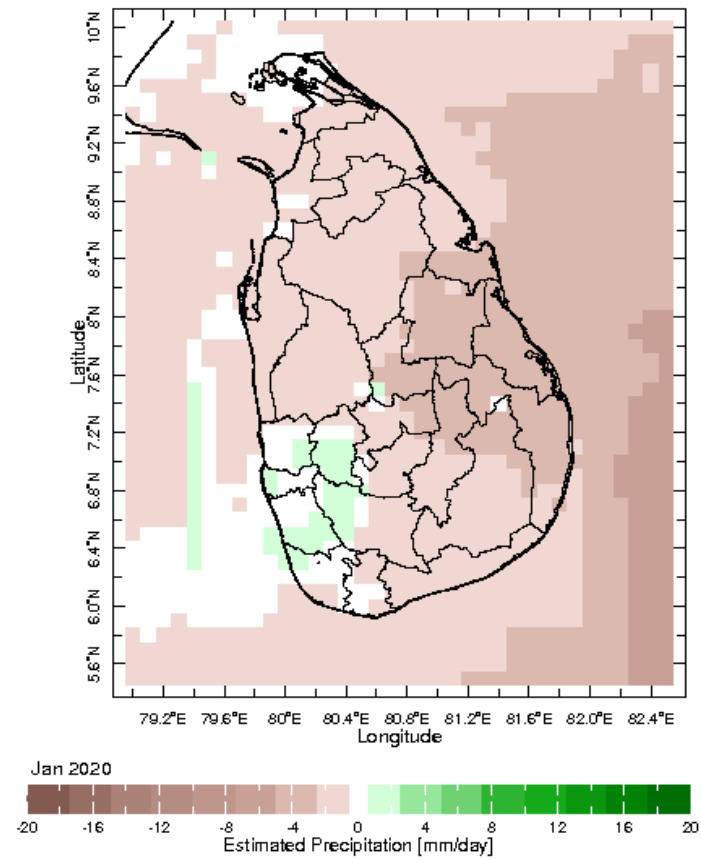 10°N
9.6°N
9.2°N
8.8°N
8.4°N
8°N
7.6°N
7.2°N
6.8°N
6.4°N
6.0°N
5.6°N
Latitude
79.2°E 79.6°E 80°E 80.4°E 80.8°E 81.2°E 81.6°E 82.0°E 82.4°E
Longitude
Jan 2020
-20 -16 -12 -8 -4 0 4 8 12 16 20
Estimated Precipitation [mm/day]